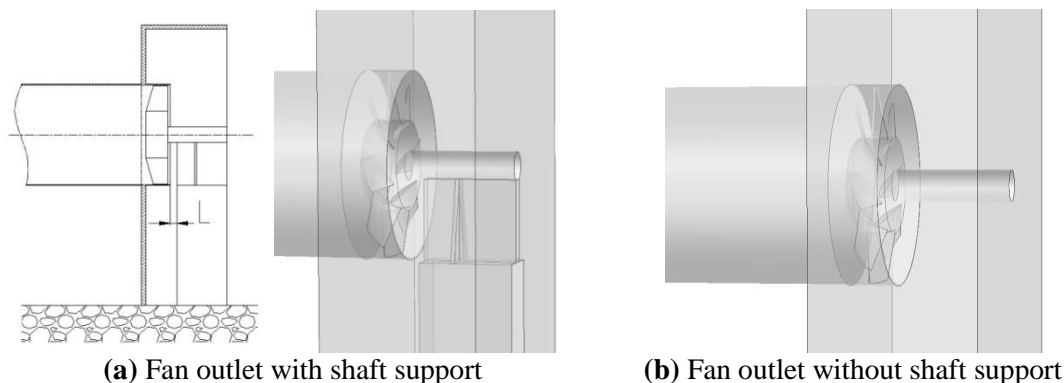 L
(a) Fan outlet with shaft support
(b) Fan outlet without shaft support